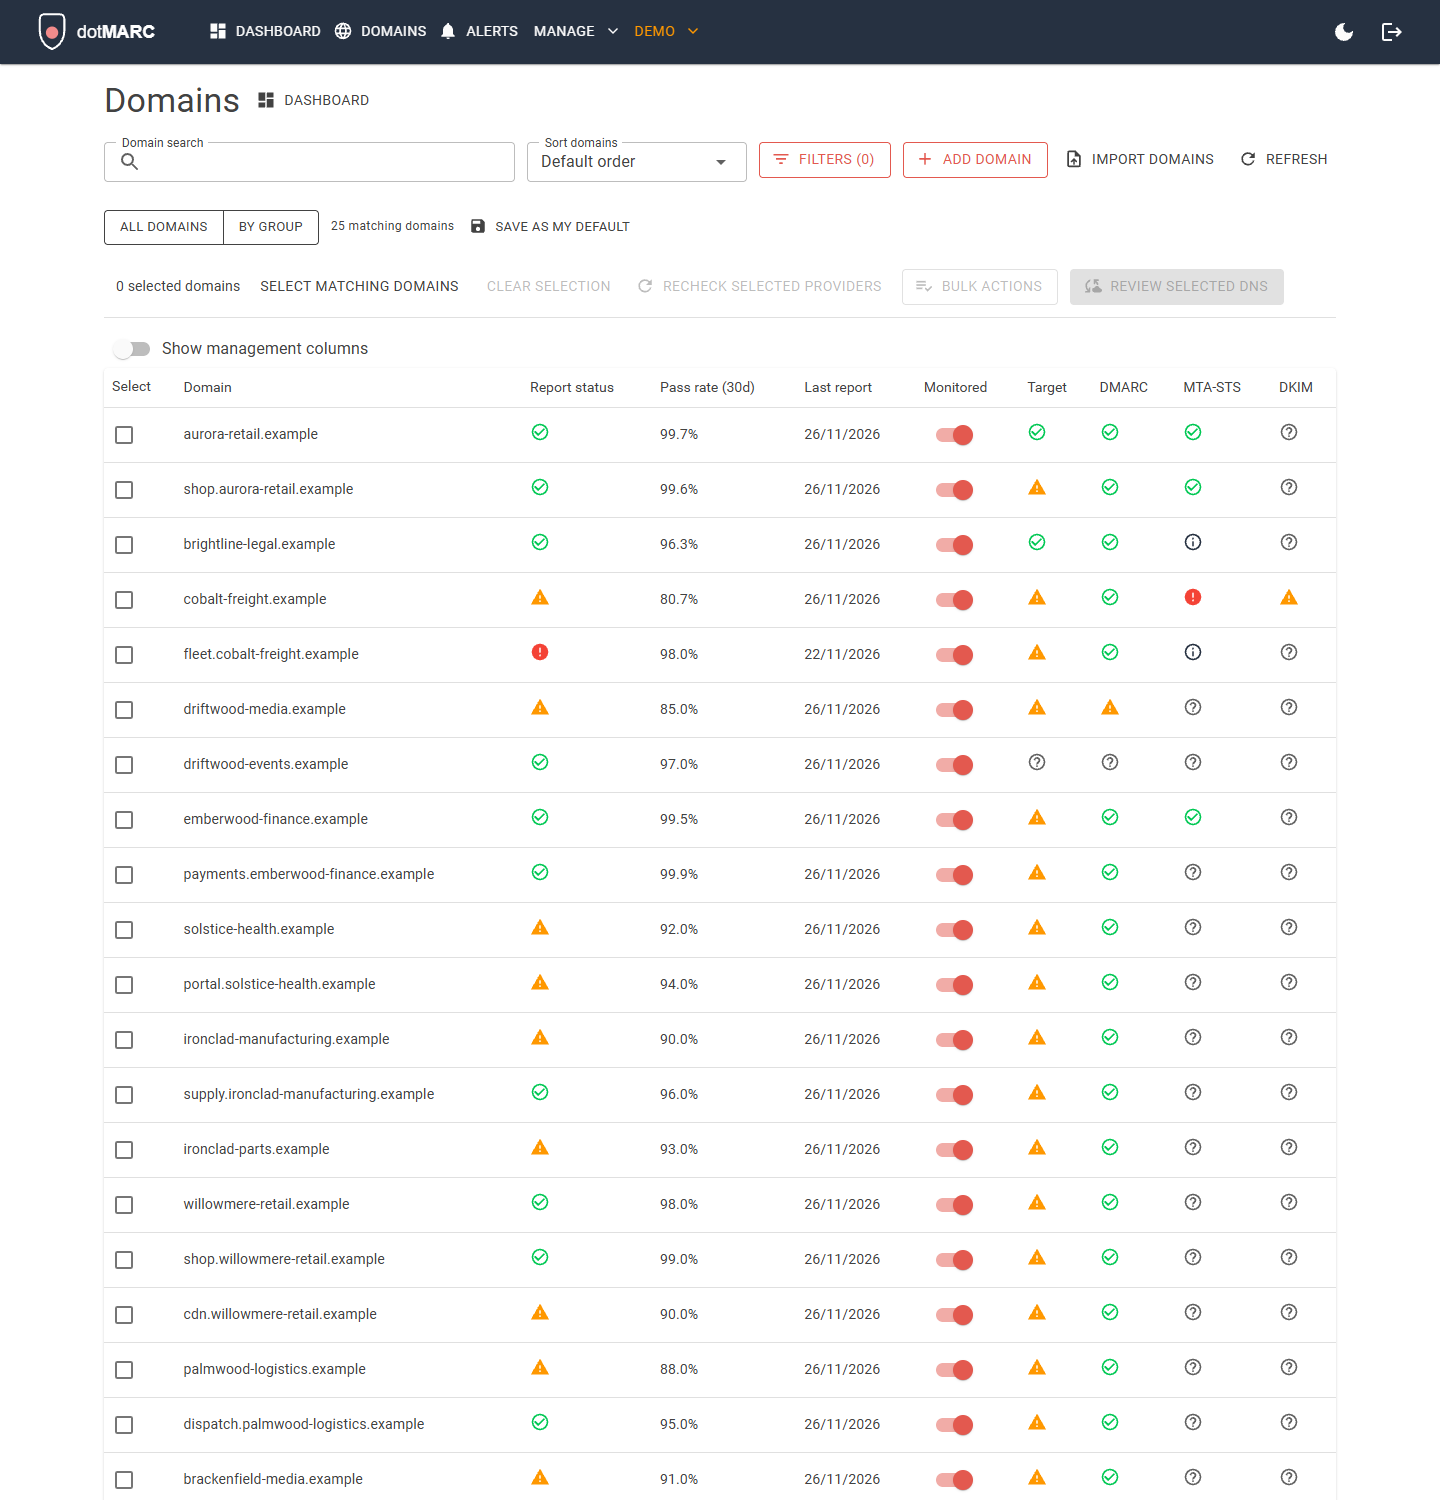 dotMARC DASHBOARD DOMAINS ALERTS MANAGE DEMO
Domains DASHBOARD
Domain search
Sort domains
Default order
FILTERS (0)
ADD DOMAIN
IMPORT DOMAINS
REFRESH
ALL DOMAINS BY GROUP 25 matching domains SAVE AS MY DEFAULT
0 selected domains SELECT MATCHING DOMAINS CLEAR SELECTION RECHECK SELECTED PROVIDERS BULK ACTIONS REVIEW SELECTED DNS
Show management columns
Select Domain Report status Pass rate (30d) Last report Monitored Target DMARC MTA-STS DKIM
aurora-retail.example 99.7% 26/11/2026
shop.aurora-retail.example 99.6% 26/11/2026
brightline-legal.example 96.3% 26/11/2026
cobalt-freight.example 80.7% 26/11/2026
fleet.cobalt-freight.example 98.0% 22/11/2026
driftwood-media.example 85.0% 26/11/2026
driftwood-events.example 97.0% 26/11/2026
emberwood-finance.example 99.5% 26/11/2026
payments.emberwood-finance.example 99.9% 26/11/2026
solstice-health.example 92.0% 26/11/2026
portal.solstice-health.example 94.0% 26/11/2026
ironclad-manufacturing.example 90.0% 26/11/2026
supply.ironclad-manufacturing.example 96.0% 26/11/2026
ironclad-parts.example 93.0% 26/11/2026
willowmere-retail.example 98.0% 26/11/2026
shop.willowmere-retail.example 99.0% 26/11/2026
cdn.willowmere-retail.example 90.0% 26/11/2026
palmwood-logistics.example 88.0% 26/11/2026
dispatch.palmwood-logistics.example 95.0% 26/11/2026
brackenfield-media.example 91.0% 26/11/2026